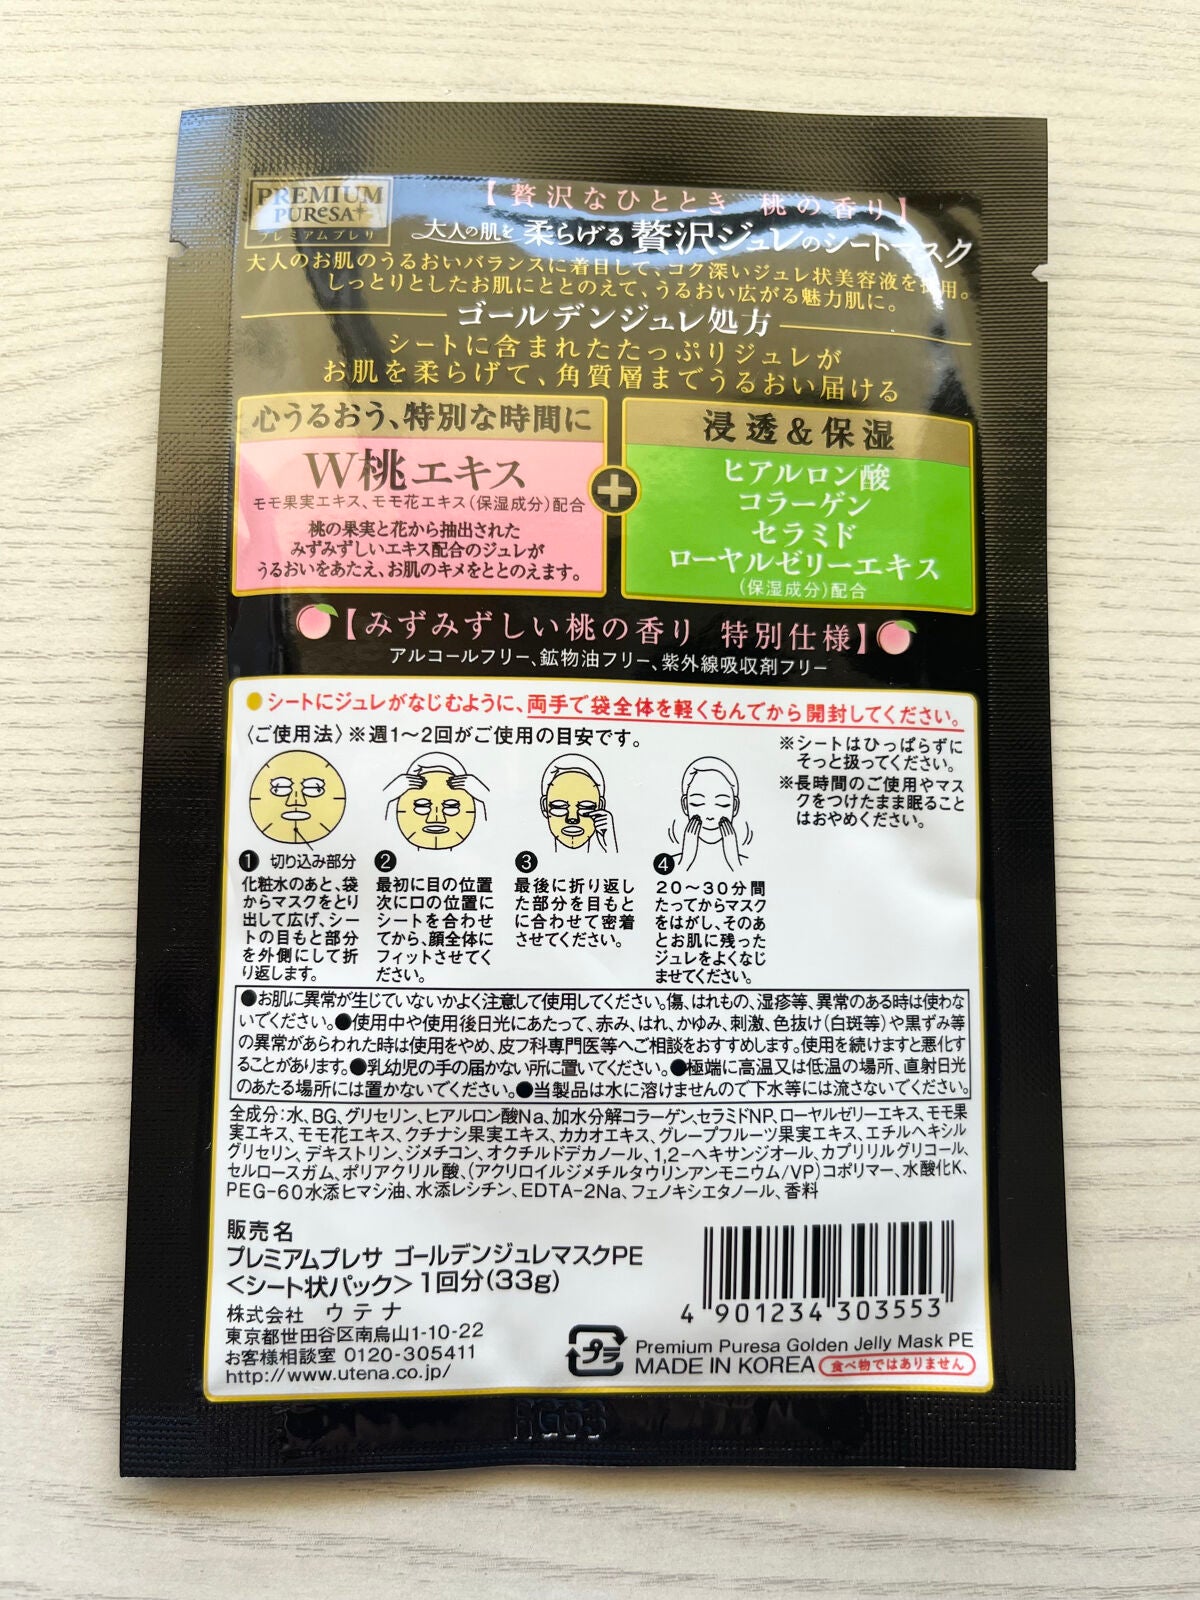 PREMIUM
PUReSA
プレミアムプレサ
【贅沢なひととき 桃の香り】
大人の肌を 柔らげる 贅沢ジュレのシートマスク
大人のお肌のうるおいバランスに着目して、コク深いジュレ状美容液を採用。
しっとりとしたお肌にととのえて、うるおい広がる魅力肌に。
ゴールデンジュレ処方
シートに含まれたたっぷりジュレが
お肌を柔らげて、角質層までうるおい届ける
心うるおう、特別な時間に
W桃エキス
モモ果実エキス、モモ花エキス(保湿成分)配合
桃の果実と花から抽出された
みずみずしいエキス配合のジュレが
うるおいをあたえ、お肌のキメをととのえます。
+
浸透&保湿
ヒアルロン酸
コラーゲン
セラミド
ローヤルゼリーエキス
(保湿成分)配合
【みずみずしい桃の香り 特別仕様】
アルコールフリー、鉱物油フリー、紫外線吸収剤フリー
●シートにジュレがなじむように、両手で袋全体を軽くもんでから開封してください。
〈ご使用法〉※週1~2回がご使用の目安です。
※シートはひっぱらずに
そっと扱ってください。
※長時間のご使用やマス
クをつけたまま眠ること
はおやめください。
1 切り込み部分
化粧水のあと、袋
からマスクをとり
出して広げ、シー
トの目もと部分
を外側にして折
り返します。
2
最初に目の位置
次に口の位置に
シートを合わせ
てから、顔全体に
フィットさせてく
ださい。
3
最後に折り返し
た部分を目もと
に合わせて密着
させてください。
4
20~30分間
たってからマスク
をはがし、そのあ
とお肌に残った
ジュレをよくなじ
ませてください。
●お肌に異常が生じていないかよく注意して使用してください。傷、はれもの、湿疹等、異常のある時は使わな
いでください。●使用中や使用後日光にあたって、赤み、はれ、かゆみ、刺激、色抜け(白斑等)や黒ずみ等
の異常があらわれた時は使用をやめ、皮フ科専門医等へご相談をおすすめします。使用を続けますと悪化す
ることがあります。●乳幼児の手の届かない所に置いてください。●極端に高温又は低温の場所、直射日光
のあたる場所には置かないでください。●当製品は水に溶けませんので下水等には流さないでください。
全成分:水、BG、グリセリン、ヒアルロン酸Na、加水分解コラーゲン、セラミドNP、ローヤルゼリーエキス、モモ果
実エキス、モモ花エキス、クチナシ果実エキス、カカオエキス、グレープフルーツ果実エキス、エチルヘキシル
グリセリン、デキストリン、ジメチコン、オクチルドデカノール、1,2-ヘキサンジオール、カプリリルグリコール、
セルロースガム、ポリアクリル酸、(アクリロイルジメチルタウリンアンモニウム/VP)コポリマー、水酸化K、
PEG-60水添ヒマシ油、水添レシチン、EDTA-2Na、フェノキシエタノール、香料
販売名
プレミアムプレサ ゴールデンジュレマスクPE
<シート状パック>1回分(33g)
株式会社 ウテナ
東京都世田谷区南烏山1-10-22
お客様相談室 0120-305411
http://www.utena.co.jp/
4 901234 303553
プラ
Premium Puresa Golden Jelly Mask PE
MADE IN KOREA 食べ物ではありません